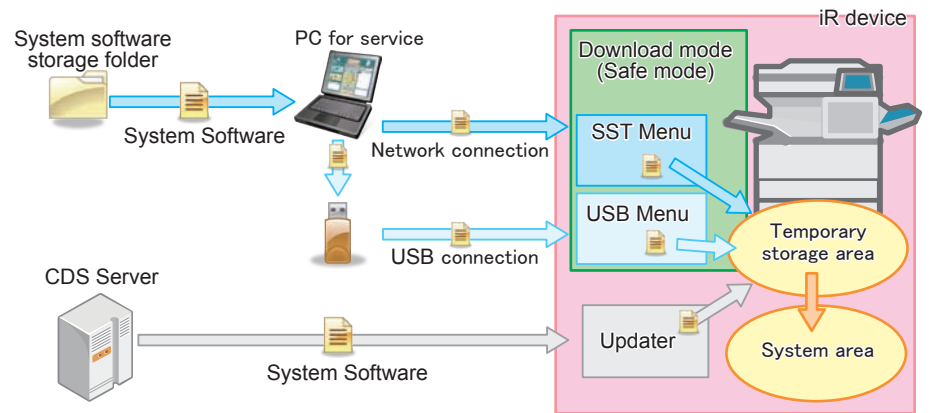 iR device
System software
storage folder
PC for service
Download mode
(Safe mode)
System Software
SST Menu
Network connection
USB Menu
Temporary
storage area
USB connection
CDS Server
Updater
System area
System Software